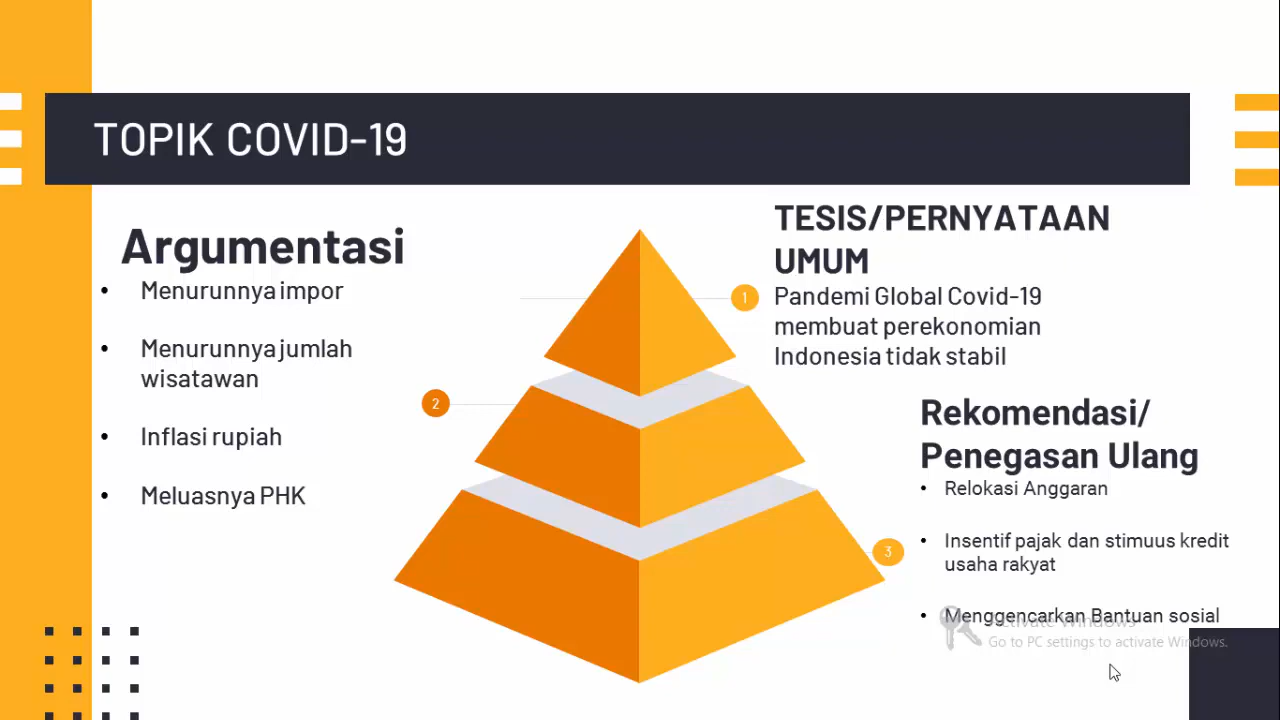 TOPIK COVID-19
Argumentasi
• Menurunnya impor
• Menurunnya jumlah
wisatawan
• Inflasi rupiah
• Meluasnya PHK
2
1
TESIS/PERNYATAAN
UMUM
Pandemi Global Covid-19
membuat perekonomian
Indonesia tidak stabil
3
Rekomendasi/
Penegasan Ulang
• Relokasi Anggaran
• Insentif pajak dan stimuus kredit
usaha rakyat
• Menggencarkan Bantuan sosial
Activate Windows
Go to PC settings to activate Windows.